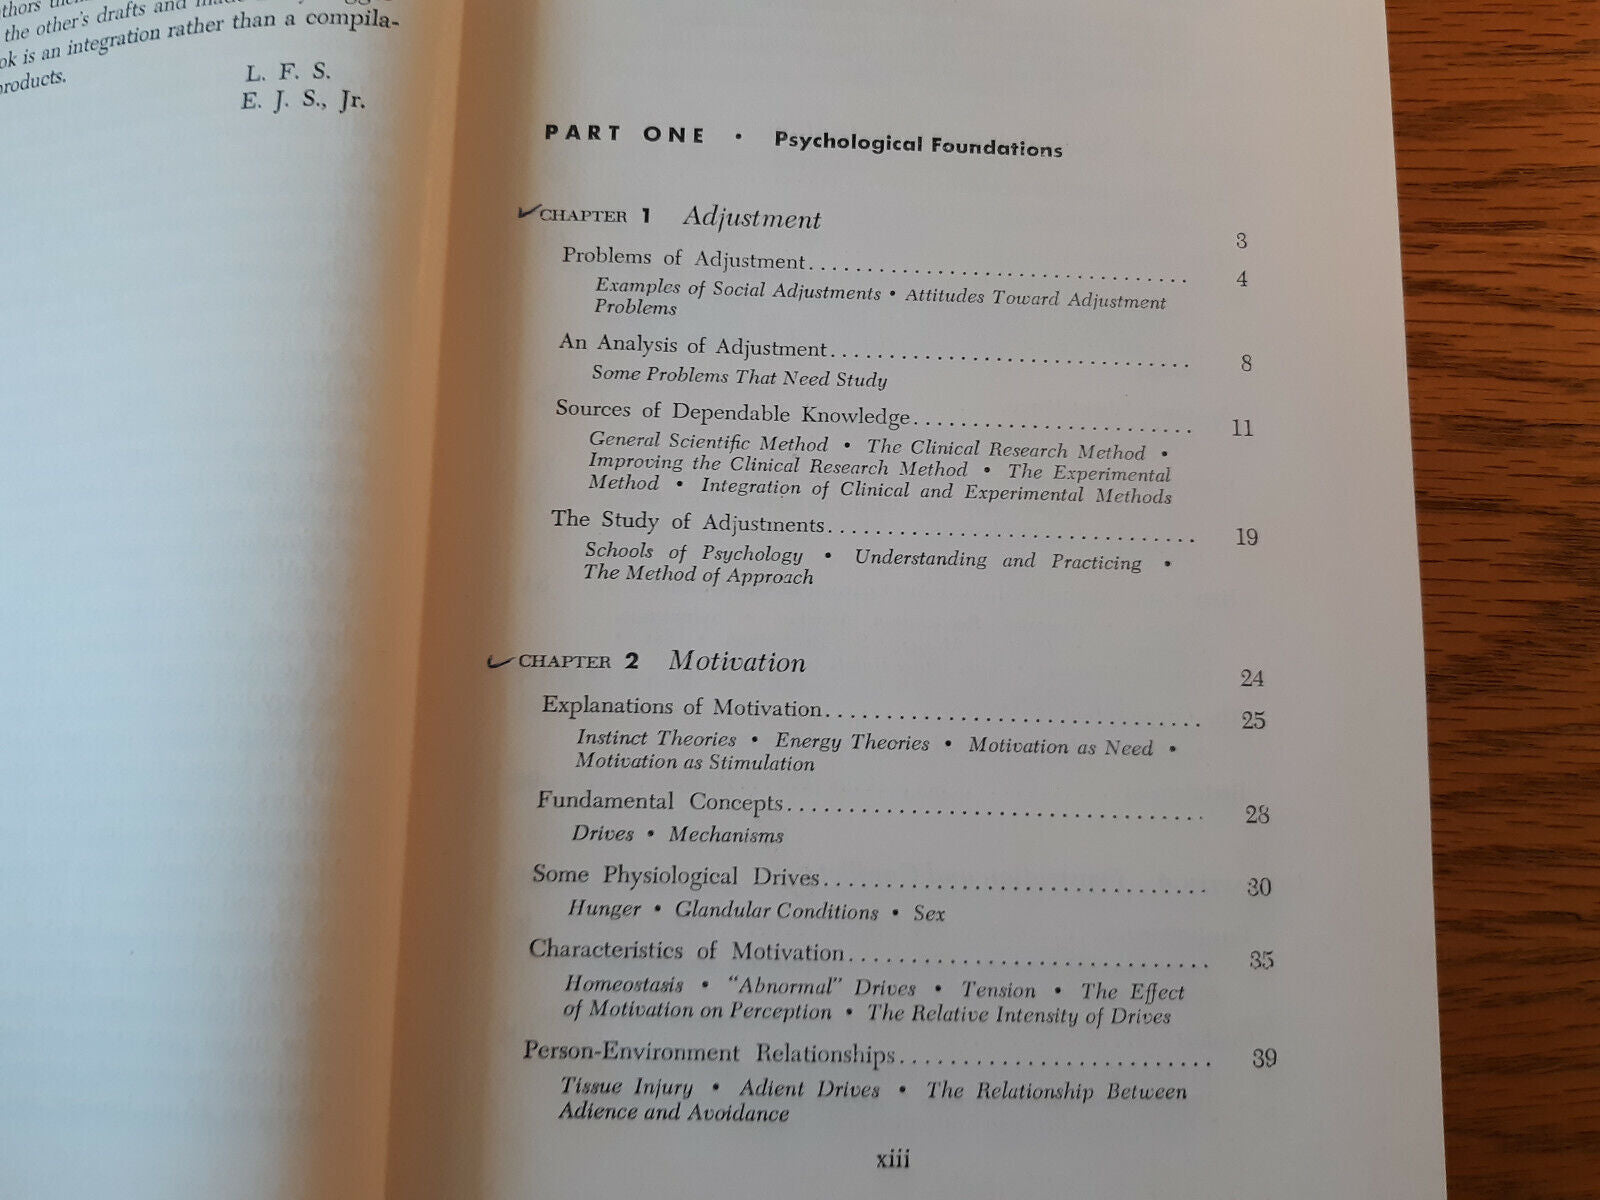 the other's drafts and
ok is an integration rather than a compila-
products.
L. F. S.
E. J. S., Jr.
PART ONE • Psychological Foundations
CHAPTER 1 Adjustment 3
Problems of Adjustment 4
Examples of Social Adjustments • Attitudes Toward Adjustment
Problems
An Analysis of Adjustment 8
Some Problems That Need Study
Sources of Dependable Knowledge 11
General Scientific Method • The Clinical Research Method •
Improving the Clinical Research Method • The Experimental
Method • Integration of Clinical and Experimental Methods
The Study of Adjustments 19
Schools of Psychology • Understanding and Practicing •
The Method of Approach
CHAPTER 2 Motivation 24
Explanations of Motivation 25
Instinct Theories • Energy Theories • Motivation as Need •
Motivation as Stimulation
Fundamental Concepts 28
Drives • Mechanisms
Some Physiological Drives 30
Hunger • Glandular Conditions • Sex
Characteristics of Motivation 35
Homeostasis • "Abnormal" Drives • Tension • The Effect
of Motivation on Perception • The Relative Intensity of Drives
Person-Environment Relationships 39
Tissue Injury • Adient Drives • The Relationship Between
Adience and Avoidance
xiii